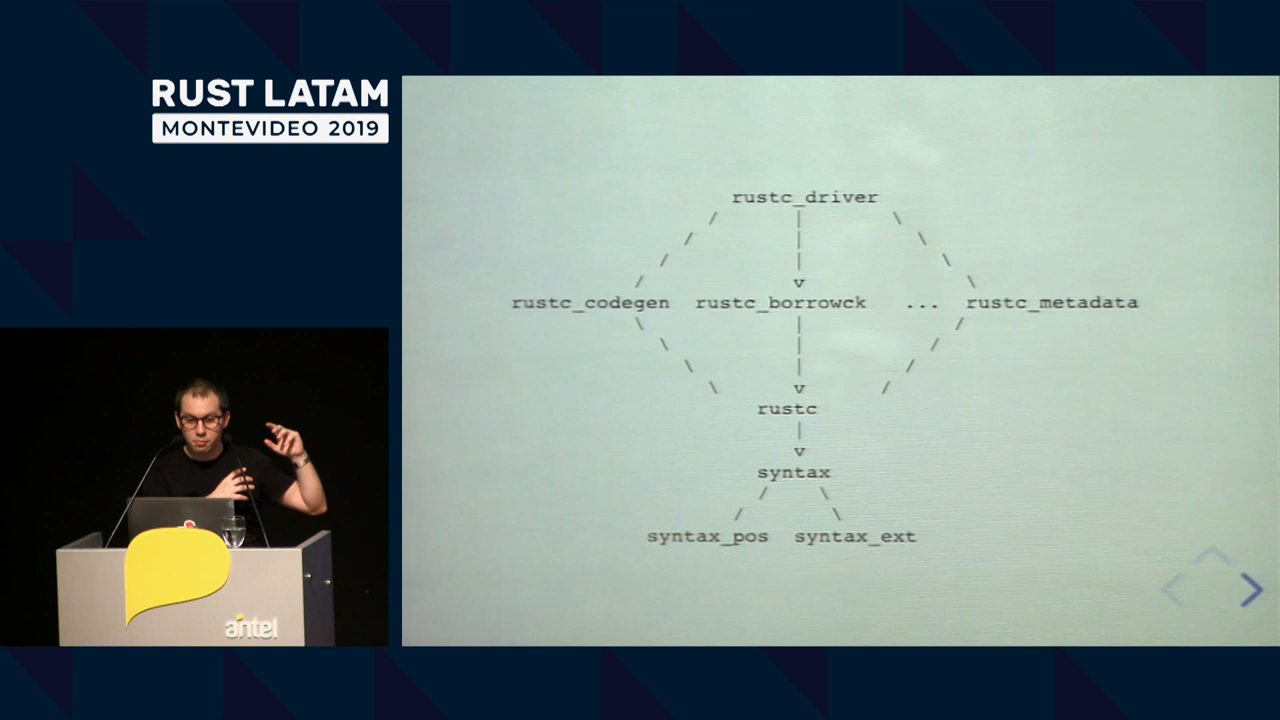 RUST LATAM
MONTEVIDEO 2019
rustc_driver
rustc_codegen rustc_borrowck ... rustc_metadata
rustc
syntax
syntax_pos syntax_ext
antel